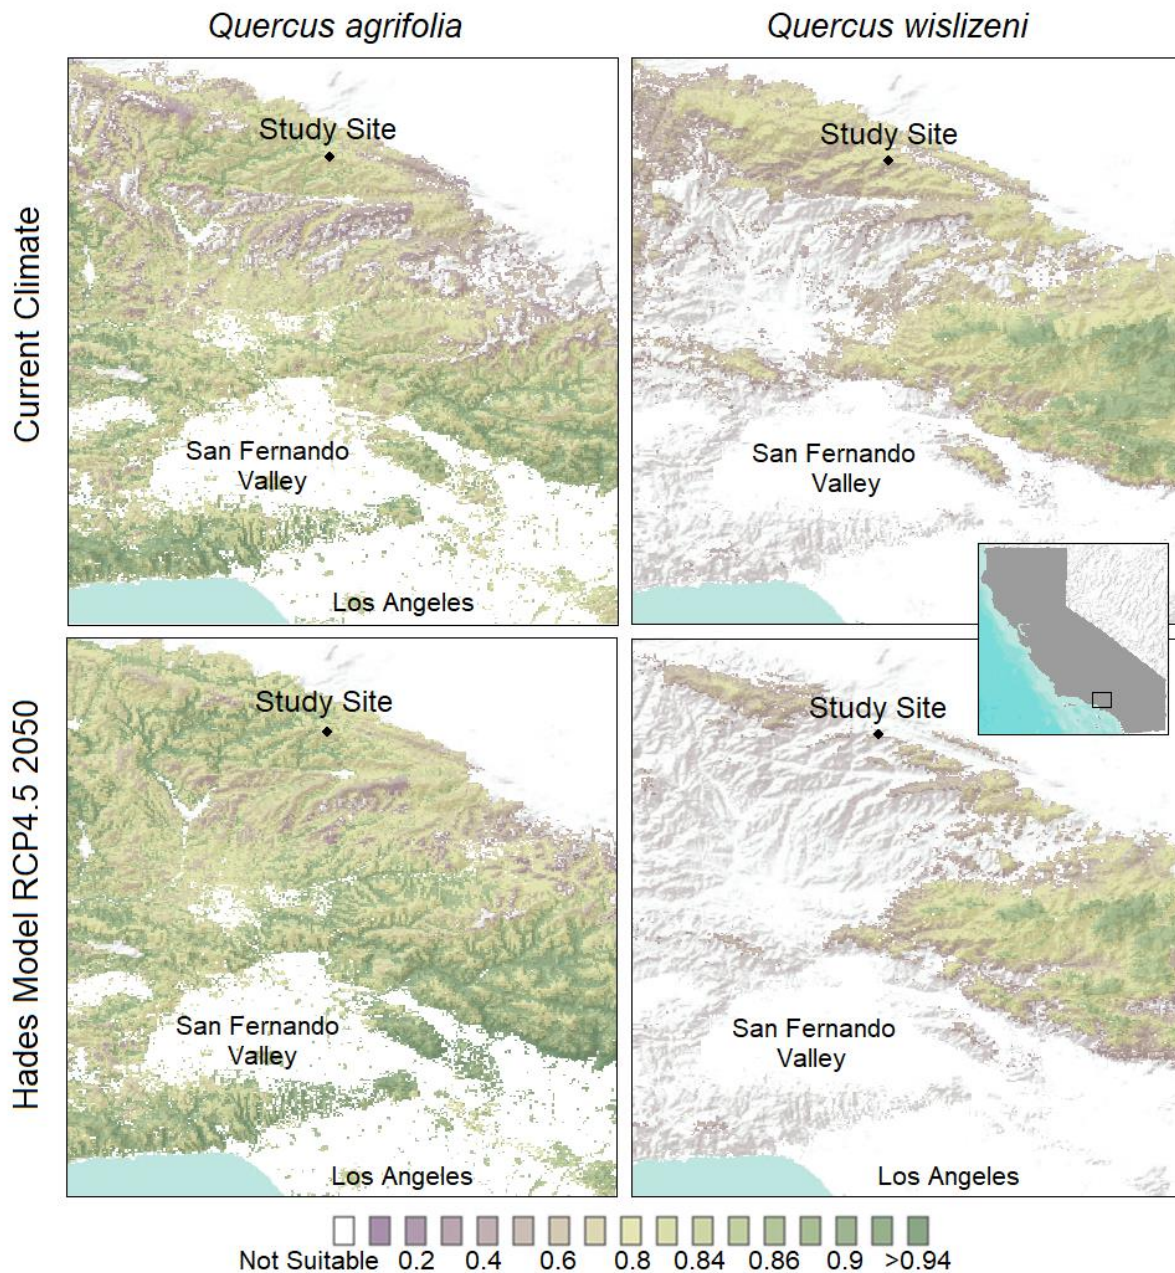 Quercus agrifolia
Quercus wislizeni
Current Climate
Study Site
San Fernando
Valley
Los Angeles
Study Site
San Fernando
Valley
Hades Model RCP4.5 2050
Study Site
San Fernando
Valley
Los Angeles
Study Site
San Fernando
Valley
Los Angeles
Not Suitable 0.2 0.4 0.6 0.8 0.84 0.86 0.9 >0.94